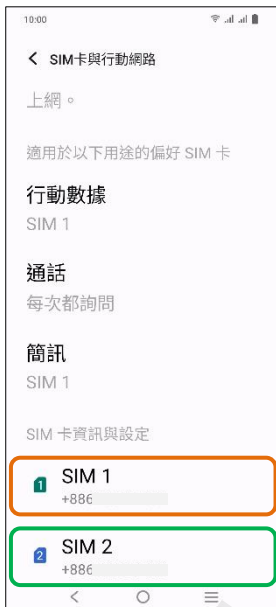 10:00
SIM卡與行動網路
上網。
適用於以下用途的偏好 SIM 卡
行動數據
SIM 1
通話
每次都詢問
簡訊
SIM 1
SIM 卡資訊與設定
1 SIM 1
+886
2 SIM 2
+886